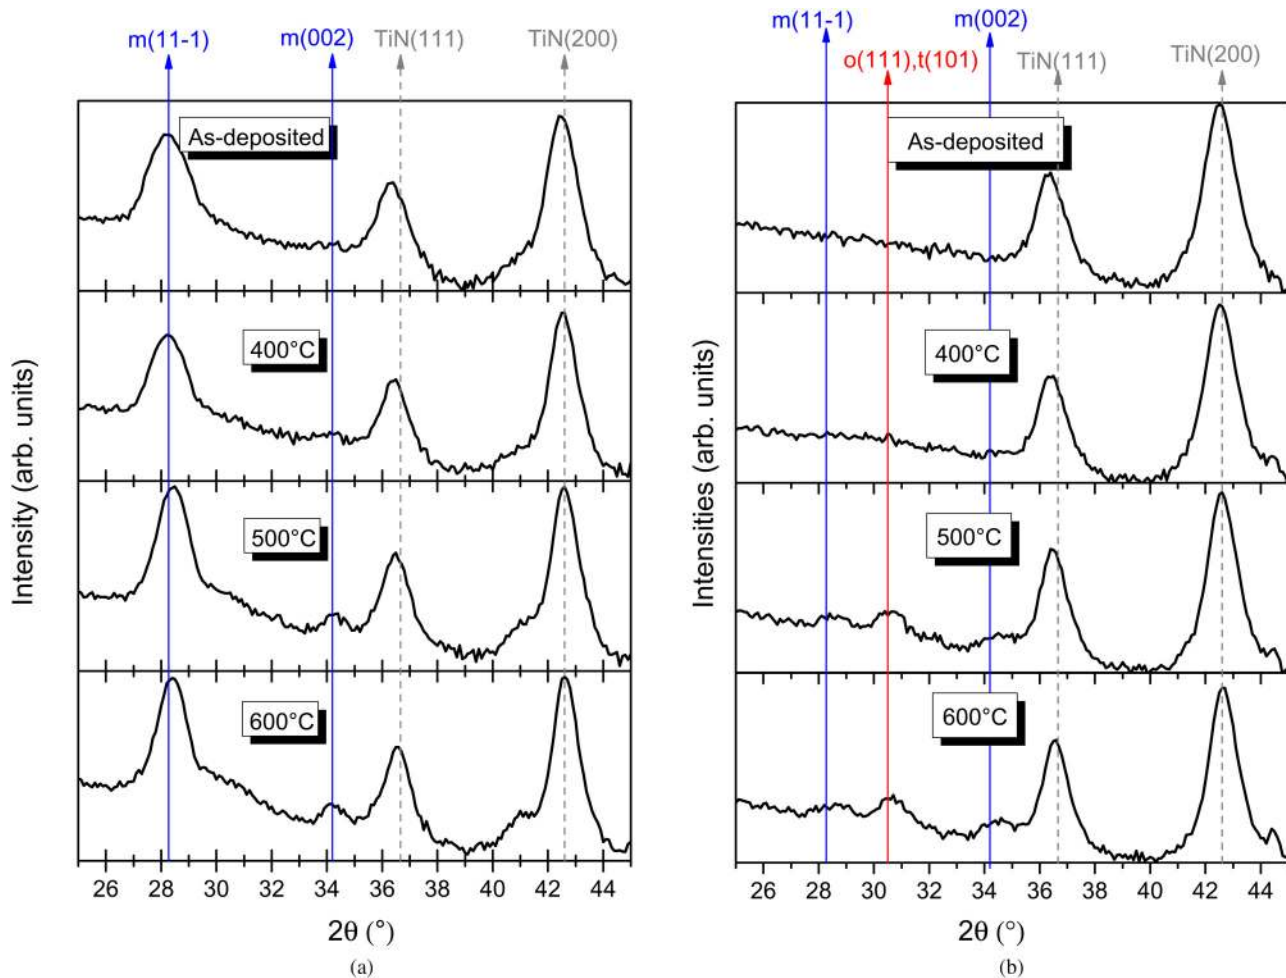 (a)
m(11-1) m(002) TiN(111) TiN(200)
As-deposited
400°C
500°C
600°C
Intensity (arb. units)
26 28 30 32 34 36 38 40 42 44
2θ (°)
(a)
(b)
m(11-1) m(002)
o(111),t(101) TiN(111) TiN(200)
As-deposited
400°C
500°C
600°C
Intensities (arb. units)
26 28 30 32 34 36 38 40 42 44
2θ (°)
(b)